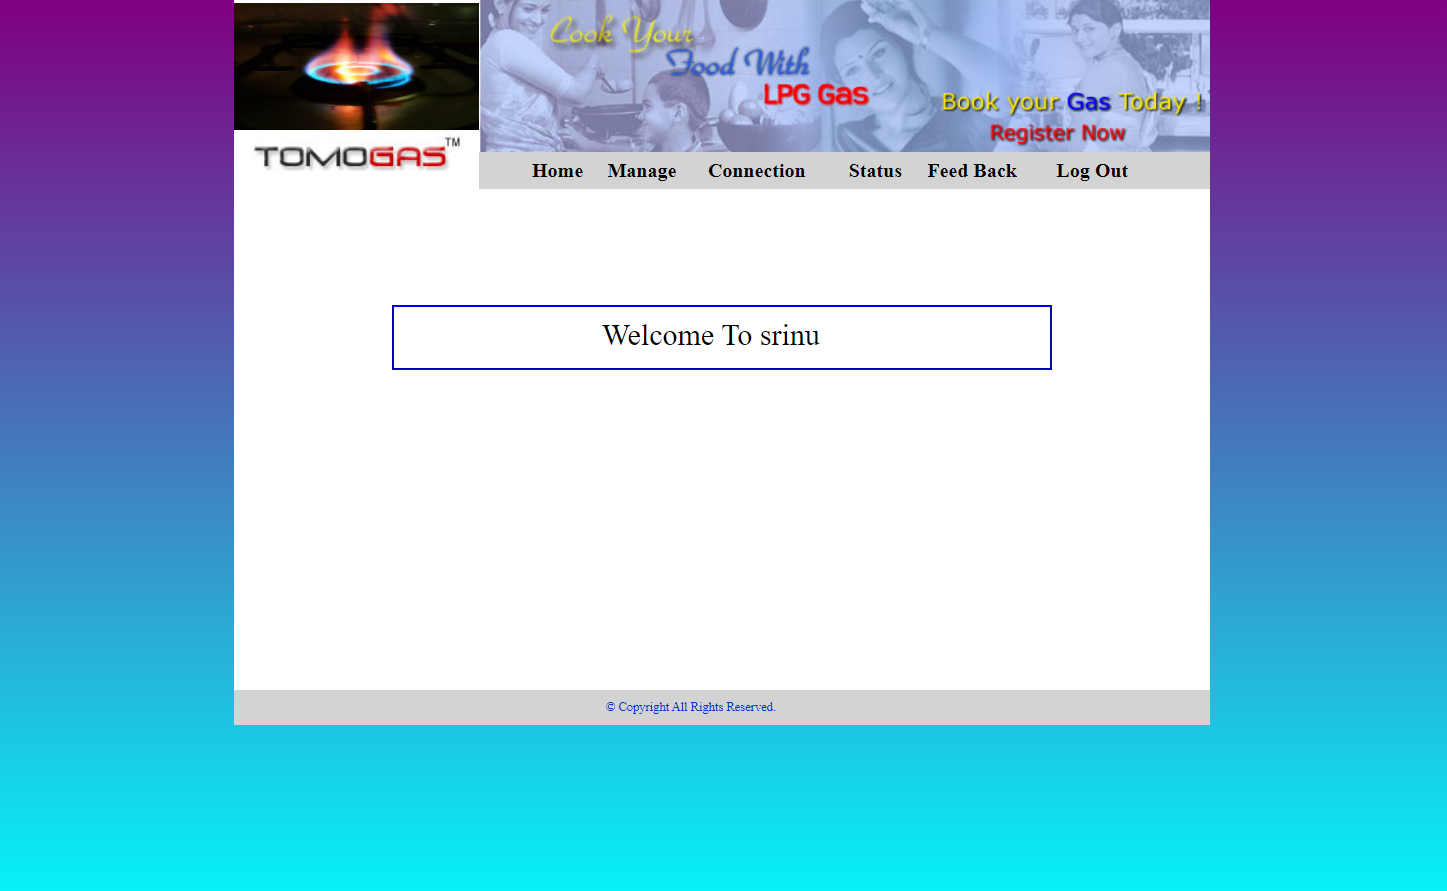 Cook Your
Food With
LPG Gas
Book your Gas Today !
Register Now
TOMOGAS™
Home Manage Connection Status Feed Back Log Out
Welcome To srinu
© Copyright All Rights Reserved.